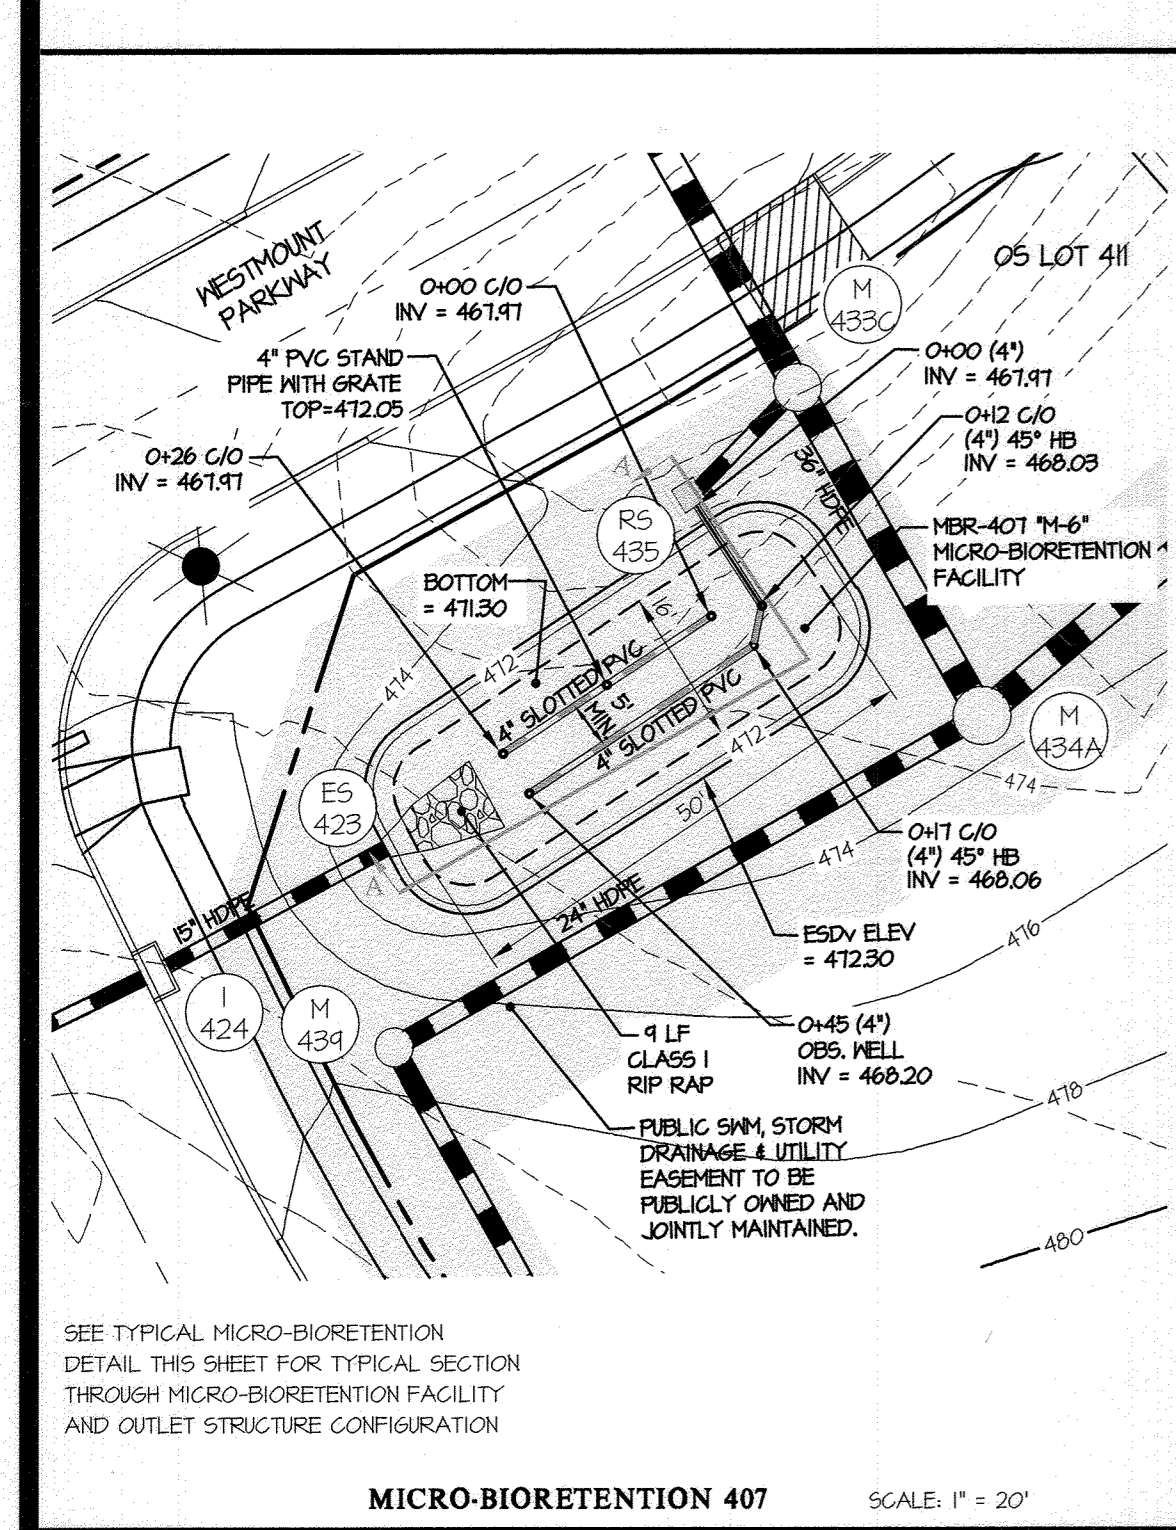 WESTMOUNT
PARKWAY
0+00 C/O
INV = 467.97
4" PVC STAND
PIPE WITH GRATE
TOP=472.05
0+26 C/O
INV = 467.97
OS LOT 411
M
433C
0+00 (4")
INV = 467.97
0+12 C/O
(4") 45° HB
INV = 468.03
36" HDPE
A
RS
435
MBR-407 "M-6"
MICRO-BIORETENTION
FACILITY
BOTTOM
= 471.30
16'
474
472
4" SLOTTED PVC
5'
MIN
4" SLOTTED PVC
472
M
434A
474
ES
423
50'
474
0+17 C/O
(4") 45° HB
INV = 468.06
A
15" HDPE
24" HDPE
ESDv ELEV
= 472.30
476
I
424
M
439
9 LF
CLASS I
RIP RAP
0+45 (4")
OBS. WELL
INV = 468.20
478
PUBLIC SWM, STORM
DRAINAGE & UTILITY
EASEMENT TO BE
PUBLICLY OWNED AND
JOINTLY MAINTAINED.
480
SEE TYPICAL MICRO-BIORETENTION
DETAIL THIS SHEET FOR TYPICAL SECTION
THROUGH MICRO-BIORETENTION FACILITY
AND OUTLET STRUCTURE CONFIGURATION
MICRO-BIORETENTION 407
SCALE: 1" = 20'